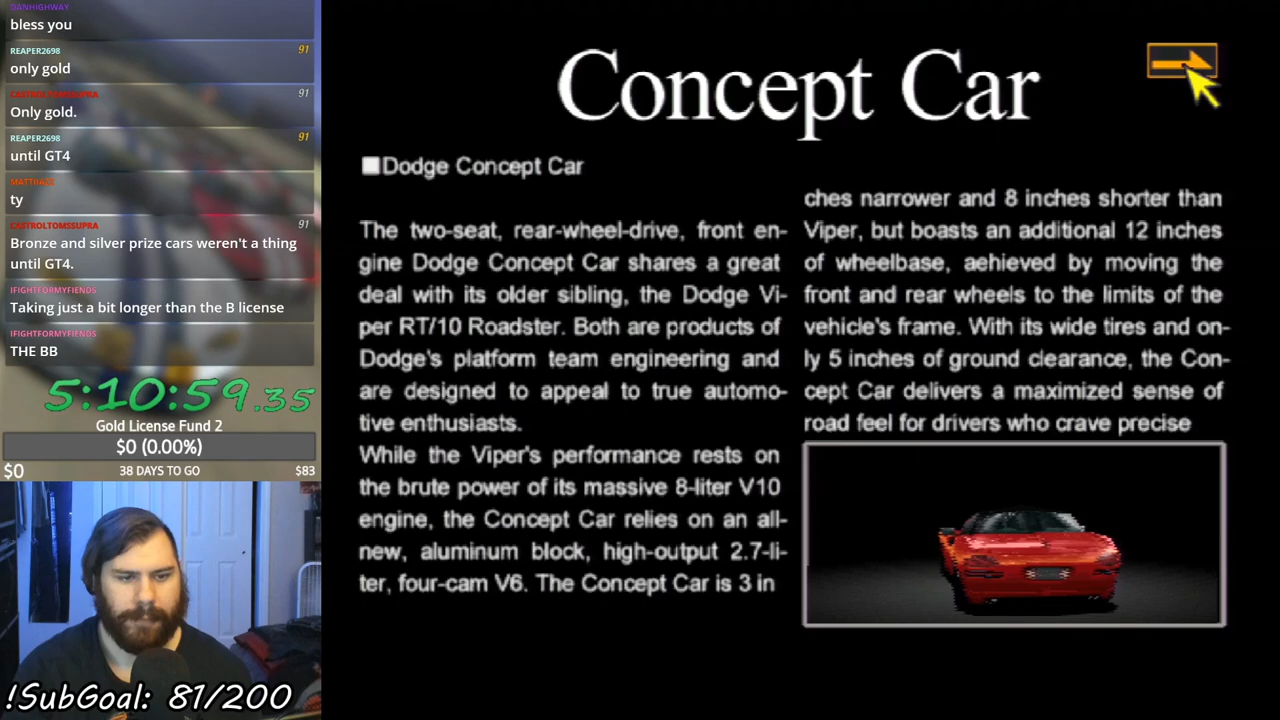 DANHIGHWAY
bless you
REAPER2698 91
only gold
CASTROLTOMSSUPRA 91
Only gold.
REAPER2698 91
until GT4
ty
CASTROLTOMSSUPRA 91
Bronze and silver prize cars weren't a thing
until GT4.
IFIGHTFORMYFIENDS
Taking just a bit longer than the B license
IFIGHTFORMYFIENDS
THE BB
5:10:59.35
Gold License Fund 2
$0 (0.00%)
$0 38 DAYS TO GO $83
!SubGoal: 81/200
Concept Car
■Dodge Concept Car
The two-seat, rear-wheel-drive, front en-
gine Dodge Concept Car shares a great
deal with its older sibling, the Dodge Vi-
per RT/10 Roadster. Both are products of
Dodge's platform team engineering and
are designed to appeal to true automo-
tive enthusiasts.
While the Viper's performance rests on
the brute power of its massive 8-liter V10
engine, the Concept Car relies on an all-
new, aluminum block, high-output 2.7-li-
ter, four-cam V6. The Concept Car is 3 in
ches narrower and 8 inches shorter than
Viper, but boasts an additional 12 inches
of wheelbase, aehieved by moving the
front and rear wheels to the limits of the
vehicle's frame. With its wide tires and on-
ly 5 inches of ground clearance, the Con-
cept Car delivers a maximized sense of
road feel for drivers who crave precise